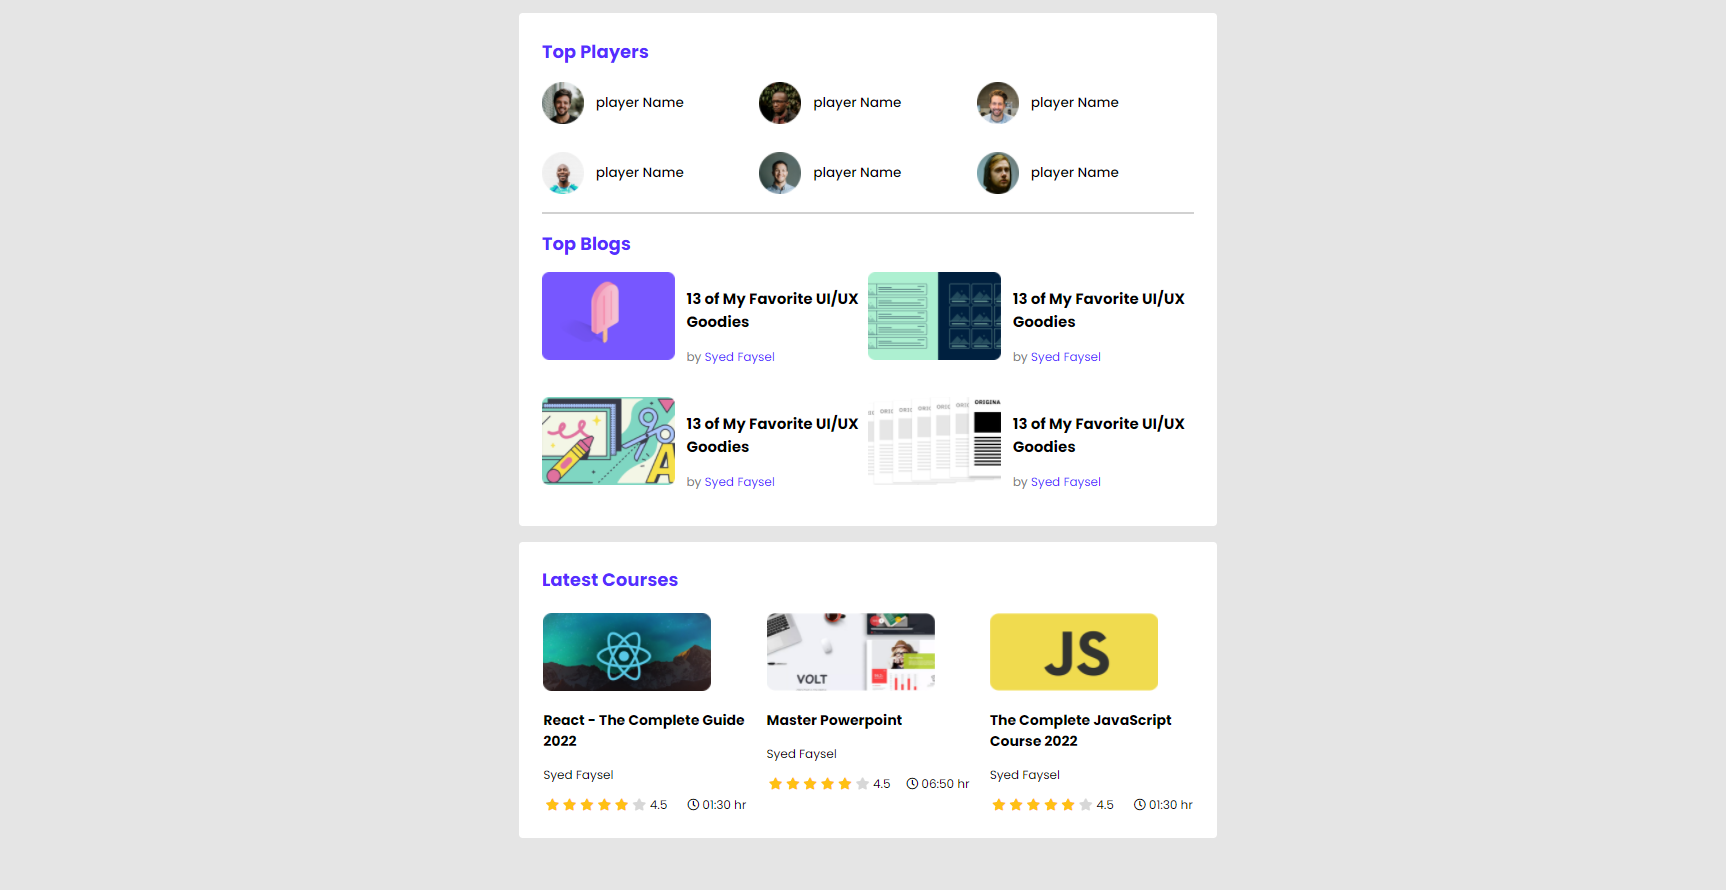 Top Players
player Name
player Name
player Name
player Name
player Name
player Name
Top Blogs
13 of My Favorite UI/UX
Goodies
by Syed Faysel
13 of My Favorite UI/UX
Goodies
by Syed Faysel
13 of My Favorite UI/UX
Goodies
by Syed Faysel
ORIGINA
13 of My Favorite UI/UX
Goodies
by Syed Faysel
Latest Courses
VOLT
JS
React - The Complete Guide
2022
Syed Faysel
4.5
01:30 hr
Master Powerpoint
Syed Faysel
4.5
06:50 hr
The Complete JavaScript
Course 2022
Syed Faysel
4.5
01:30 hr